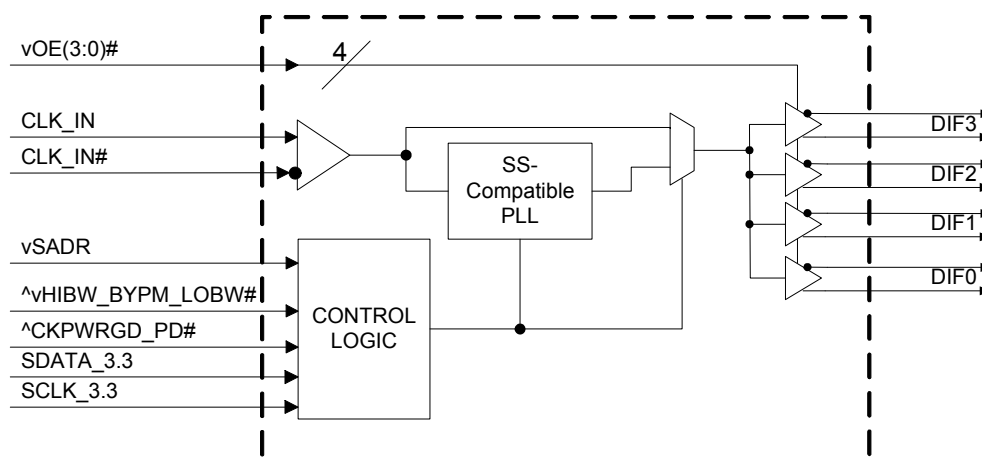 vOE(3:0)#
4
CLK_IN
CLK_IN#
SS-
Compatible
PLL
DIF3
DIF2
DIF1
DIF0
vSADR
^vHIBW_BYPM_LOBW#
^CKPWRGD_PD#
SDATA_3.3
SCLK_3.3
CONTROL
LOGIC